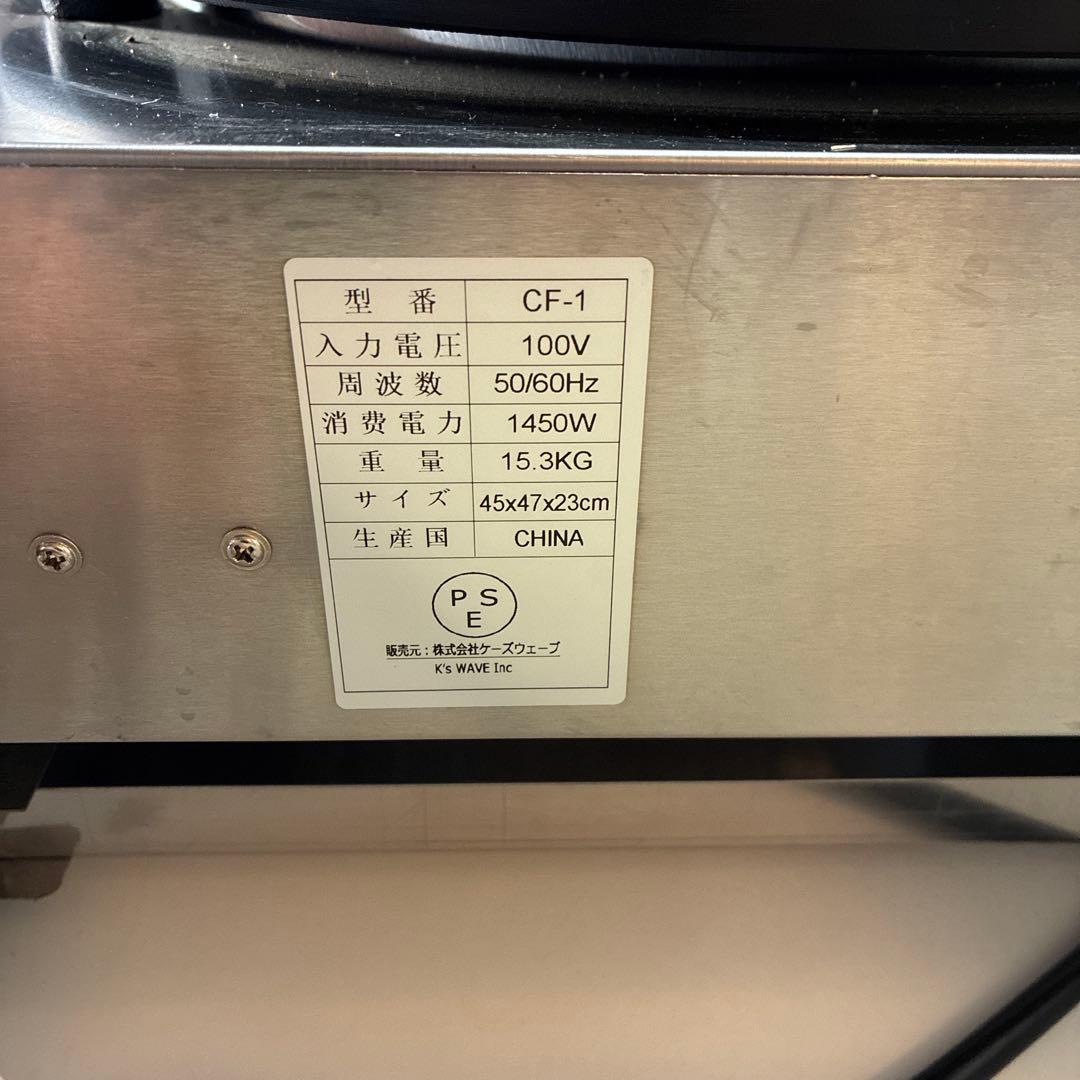 型番 CF-1
入力電圧 100V
周波数 50/60Hz
消費電力 1450W
重量 15.3KG
サイズ 45x47x23cm
生産国 CHINA
P S
E
販売元：株式会社ケーズウェーブ
K's WAVE Inc